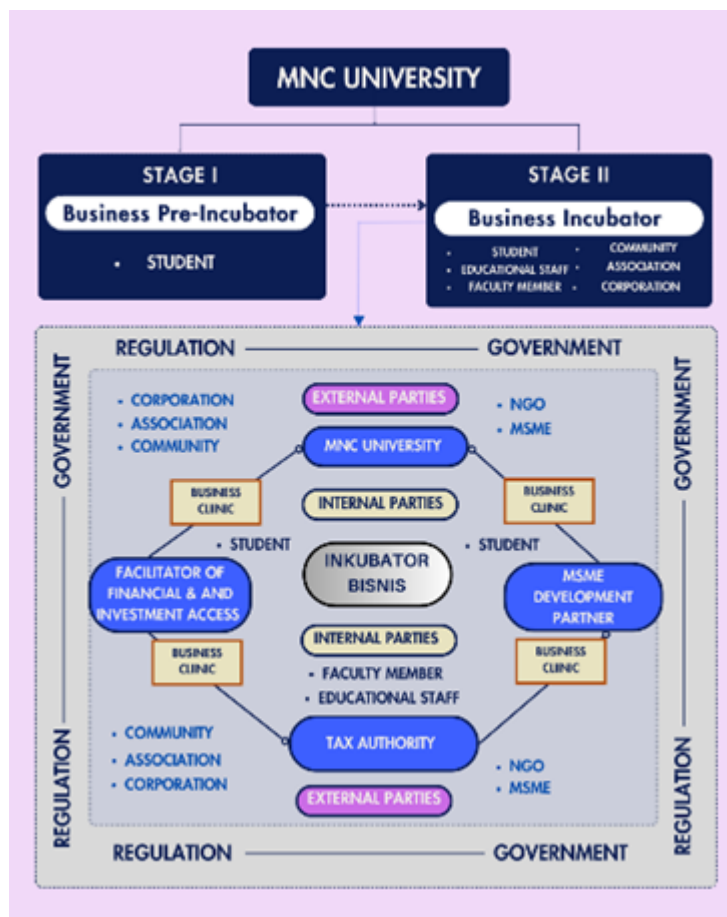 MNC UNIVERSITY
STAGE I
Business Pre-Incubator
• STUDENT
STAGE II
Business Incubator
• STUDENT
• EDUCATIONAL STAFF
• FACULTY MEMBER
• COMMUNITY
• ASSOCIATION
• CORPORATION
REGULATION
GOVERNMENT
GOVERNMENT
REGULATION
GOVERNMENT
REGULATION
• CORPORATION
• ASSOCIATION
• COMMUNITY
EXTERNAL PARTIES
• NGO
• MSME
MNC UNIVERSITY
BUSINESS
CLINIC
INTERNAL PARTIES
BUSINESS
CLINIC
• STUDENT
• STUDENT
FACILITATOR OF
FINANCIAL & AND
INVESTMENT ACCESS
INKUBATOR
BISNIS
MSME
DEVELOPMENT
PARTNER
BUSINESS
CLINIC
INTERNAL PARTIES
BUSINESS
CLINIC
• FACULTY MEMBER
• EDUCATIONAL STAFF
• COMMUNITY
• ASSOCIATION
• CORPORATION
TAX AUTHORITY
• NGO
• MSME
EXTERNAL PARTIES
REGULATION
GOVERNMENT